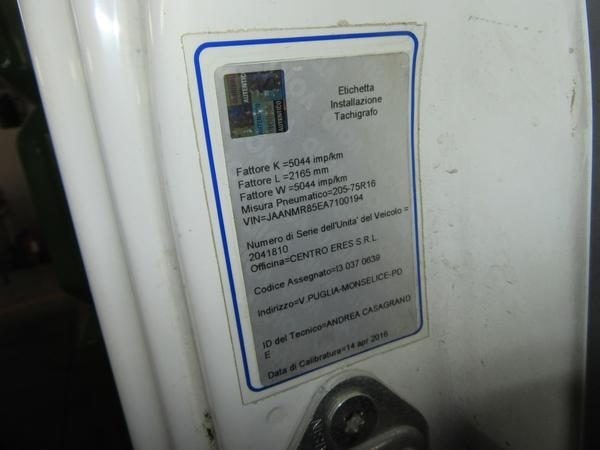 Etichetta
Installazione
Tachigrafo
Fattore K =5044 imp/km
Fattore L =2165 mm
Fattore W =5044 imp/km
Misura Pneumatico=205-75R16
VIN=JAANMR85EA7100194
Numero di Serie dell'Unita' del Veicolo =
2041810
Officina=CENTRO ERES S.R.L
Codice Assegnato=I3 037 0639
Indirizzo=V.PUGLIA-MONSELICE-PD
ID del Tecnico=ANDREA CASAGRAND
E
Data di Calibratura=14 apr 2016